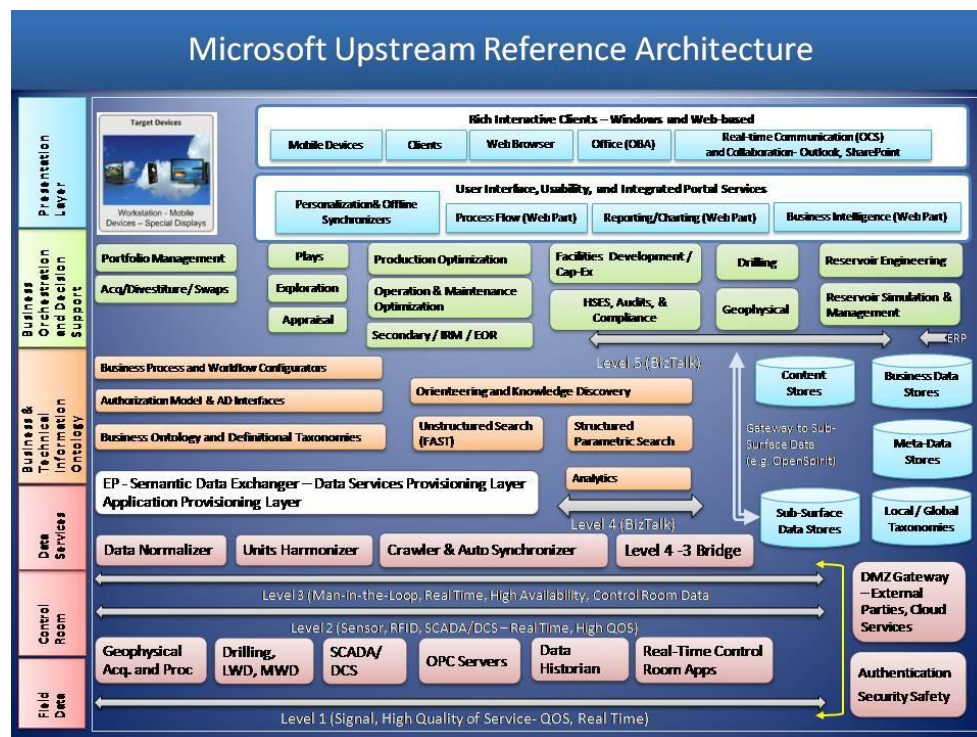 Microsoft Upstream Reference Architecture
Presentation
Layer
Target Devices
Workstation - Mobile
Devices – Special Displays
Rich Interactive Clients – Windows and Web-based
Mobile Devices
Clients
Web Browser
Office (OBA)
Real-time Communication (OCS)
and Collaboration- Outlook, SharePoint
User Interface, Usability, and Integrated Portal Services
Personalization& Offline
Synchronizers
Process Flow (Web Part)
Reporting/Charting (Web Part)
Business Intelligence (Web Part)
Business
Orchestration
and Decision
Support
Portfolio Management
Acq/Divestiture/ Swaps
Plays
Exploration
Appraisal
Production Optimization
Operation & Maintenance
Optimization
Secondary / IRM / EOR
Facilities Development /
Cap-Ex
HSES, Audits, &
Compliance
Drilling
Geophysical
Reservoir Engineering
Reservoir Simulation &
Management
ERP
Level 5 (BizTalk)
Business &
Technical
Information
Ontology
Business Process and Workflow Configurators
Authorization Model & AD Interfaces
Business Ontology and Definitional Taxonomies
Orienteering and Knowledge Discovery
Unstructured Search
(FAST)
Structured
Parametric Search
Analytics
Gateway to Sub-
Surface Data
(e.g. OpenSpirit)
Content
Stores
Business Data
Stores
Meta-Data
Stores
Sub-Surface
Data Stores
Local / Global
Taxonomies
EP - Semantic Data Exchanger – Data Services Provisioning Layer
Application Provisioning Layer
Level 4 (BizTalk)
Data
Services
Data Normalizer
Units Harmonizer
Crawler & Auto Synchronizer
Level 4 -3 Bridge
Level 3 (Man-in-the-Loop, Real Time, High Availability, Control Room Data
Control
Room
Level 2 (Sensor, RFID, SCADA/DCS – Real Time, High QOS)
Geophysical
Acq. and Proc
Drilling,
LWD, MWD
SCADA/
DCS
OPC Servers
Data
Historian
Real-Time Control
Room Apps
DMZ Gateway
– External
Parties, Cloud
Services
Authentication
Security Safety
Field
Data
Level 1 (Signal, High Quality of Service- QOS, Real Time)